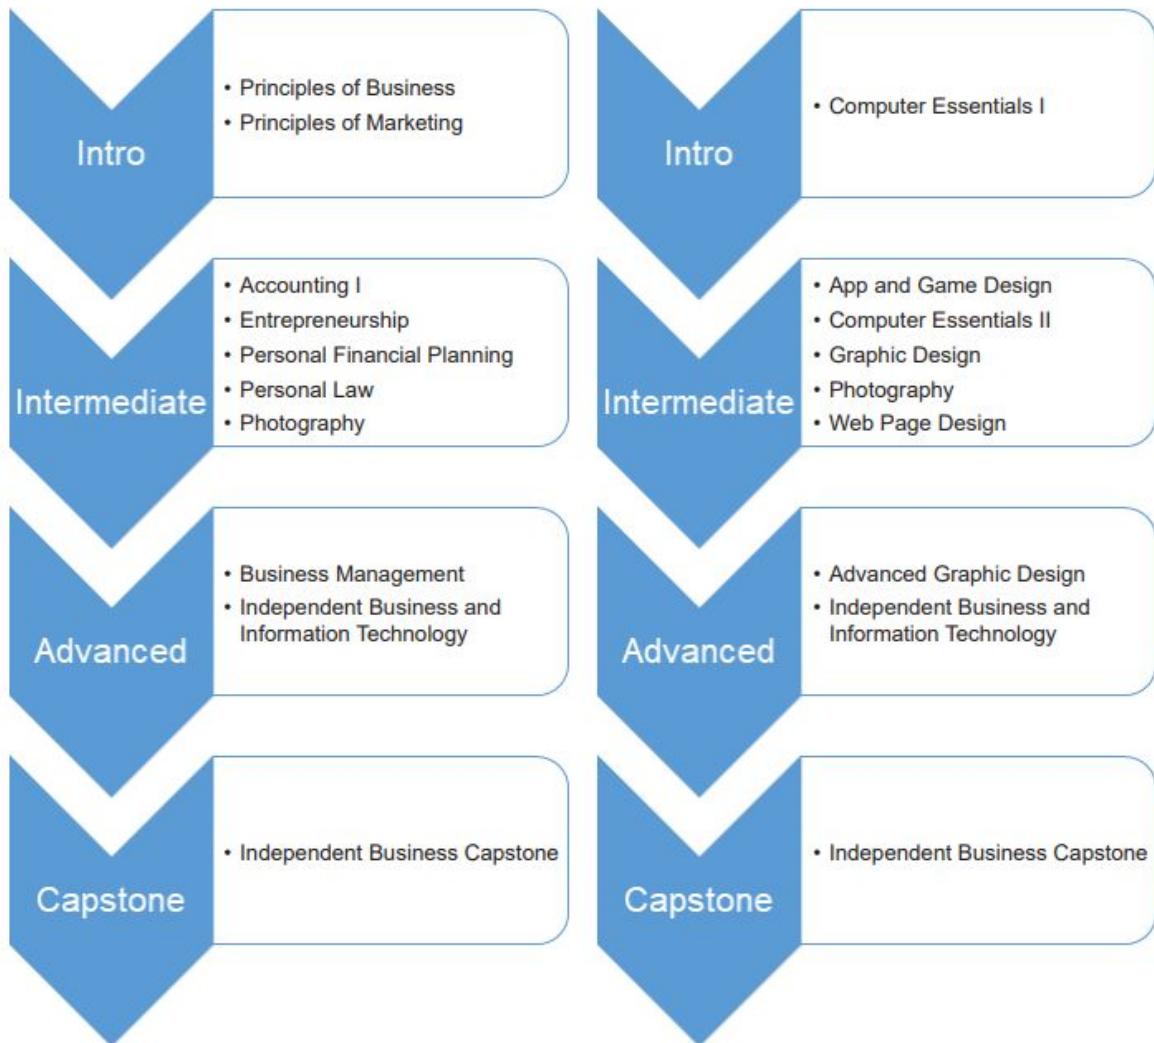 Intro
• Principles of Business
• Principles of Marketing
Intermediate
• Accounting I
• Entrepreneurship
• Personal Financial Planning
• Personal Law
• Photography
Advanced
• Business Management
• Independent Business and
Information Technology
Capstone
• Independent Business Capstone
Intro
• Computer Essentials I
Intermediate
• App and Game Design
• Computer Essentials II
• Graphic Design
• Photography
• Web Page Design
Advanced
• Advanced Graphic Design
• Independent Business and
Information Technology
Capstone
• Independent Business Capstone